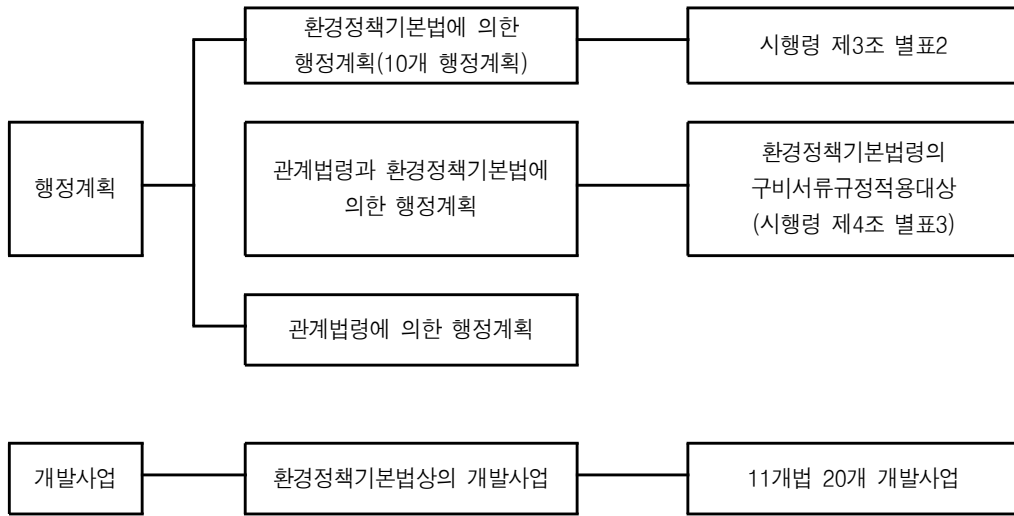 환경정책기본법에 의한
행정계획(10개 행정계획)
시행령 제3조 별표2
행정계획
관계법령과 환경정책기본법에
의한 행정계획
환경정책기본법령의
구비서류규정적용대상
(시행령 제4조 별표3)
관계법령에 의한 행정계획
개발사업
환경정책기본법상의 개발사업
11개법 20개 개발사업